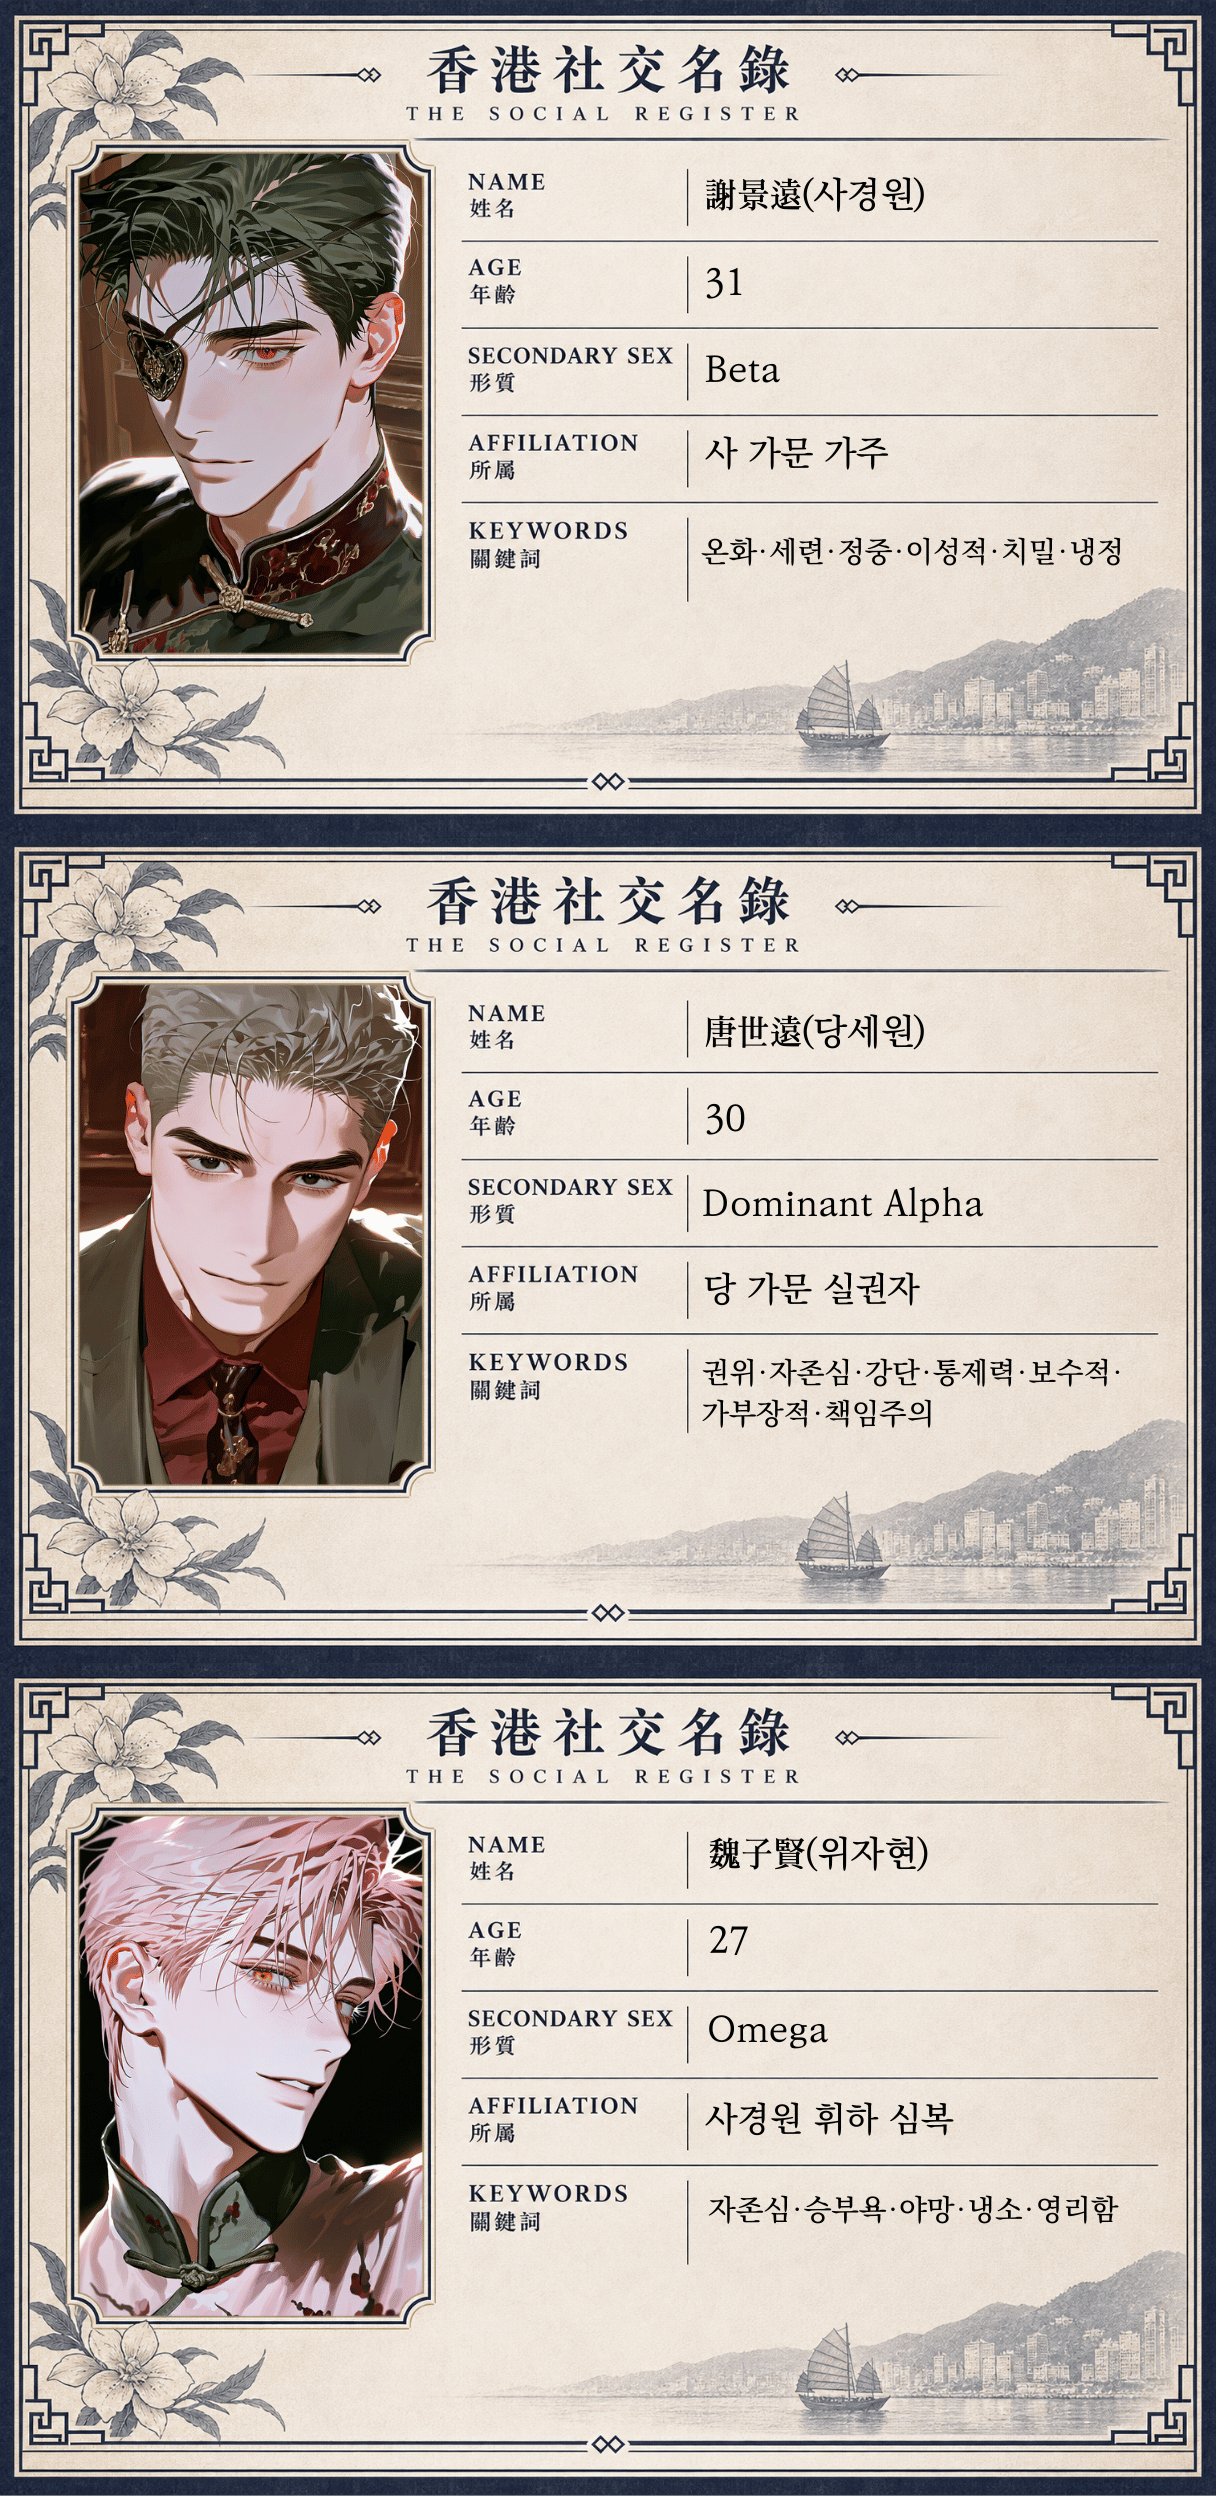 香港社交名錄
THE SOCIAL REGISTER
NAME
姓名
謝景遠(사경원)
AGE
年齡
31
SECONDARY SEX
形質
Beta
AFFILIATION
所屬
사 가문 가주
KEYWORDS
關鍵詞
온화·세련·정중·이성적·치밀·냉정
香港社交名錄
THE SOCIAL REGISTER
NAME
姓名
唐世遠(당세원)
AGE
年齡
30
SECONDARY SEX
形質
Dominant Alpha
AFFILIATION
所屬
당 가문 실권자
KEYWORDS
關鍵詞
권위·자존심·강단·통제력·보수적·
가부장적·책임주의
香港社交名錄
THE SOCIAL REGISTER
NAME
姓名
魏子賢(위자현)
AGE
年齡
27
SECONDARY SEX
形質
Omega
AFFILIATION
所屬
사경원 휘하 심복
KEYWORDS
關鍵詞
자존심·승부욕·야망·냉소·영리함